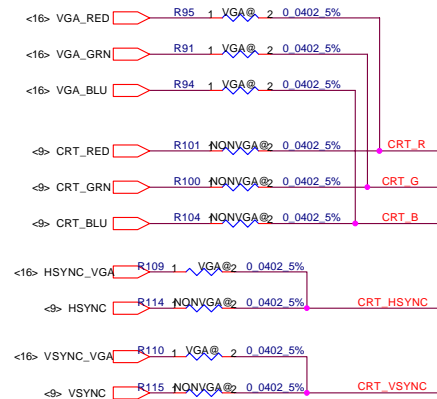 <16> VGA_RED R95 1 VGA@ 2 0_0402_5%
<16> VGA_GRN R91 1 VGA@ 2 0_0402_5%
<16> VGA_BLU R94 1 VGA@ 2 0_0402_5%
<9> CRT_RED R101 1 NONVGA@ 2 0_0402_5% CRT_R
<9> CRT_GRN R100 1 NONVGA@ 2 0_0402_5% CRT_G
<9> CRT_BLU R104 1 NONVGA@ 2 0_0402_5% CRT_B
<16> HSYNC_VGA R109 1 VGA@ 2 0_0402_5%
<9> HSYNC R114 1 NONVGA@ 2 0_0402_5% CRT_HSYNC
<16> VSYNC_VGA R110 1 VGA@ 2 0_0402_5%
<9> VSYNC R115 1 NONVGA@ 2 0_0402_5% CRT_VSYNC